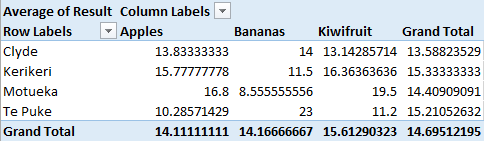 Average of Result Column Labels
Row Labels Apples Bananas Kiwifruit Grand Total
Clyde 13.83333333 14 13.14285714 13.58823529
Kerikeri 15.77777778 11.5 16.36363636 15.33333333
Motueka 16.8 8.555555556 19.5 14.40909091
Te Puke 10.28571429 23 11.2 15.21052632
Grand Total 14.11111111 14.16666667 15.61290323 14.69512195